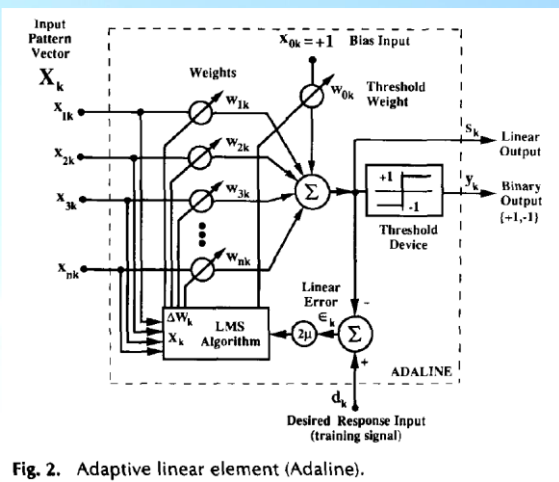 Input
Pattern
Vector
X_k
x_0k = +1 Bias Input
Weights
x_1k
w_1k
w_0k
Threshold
Weight
x_2k
w_2k
s_k
Linear
Output
x_3k
w_3k
Σ
+1
-1
y_k
Binary
Output
{+1,-1}
Threshold
Device
x_nk
w_nk
Linear
Error
∈_k
-
ΔW_k
X_k
LMS
Algorithm
2μ
Σ
+
ADALINE
d_k
Desired Response Input
(training signal)
Fig. 2. Adaptive linear element (Adaline).